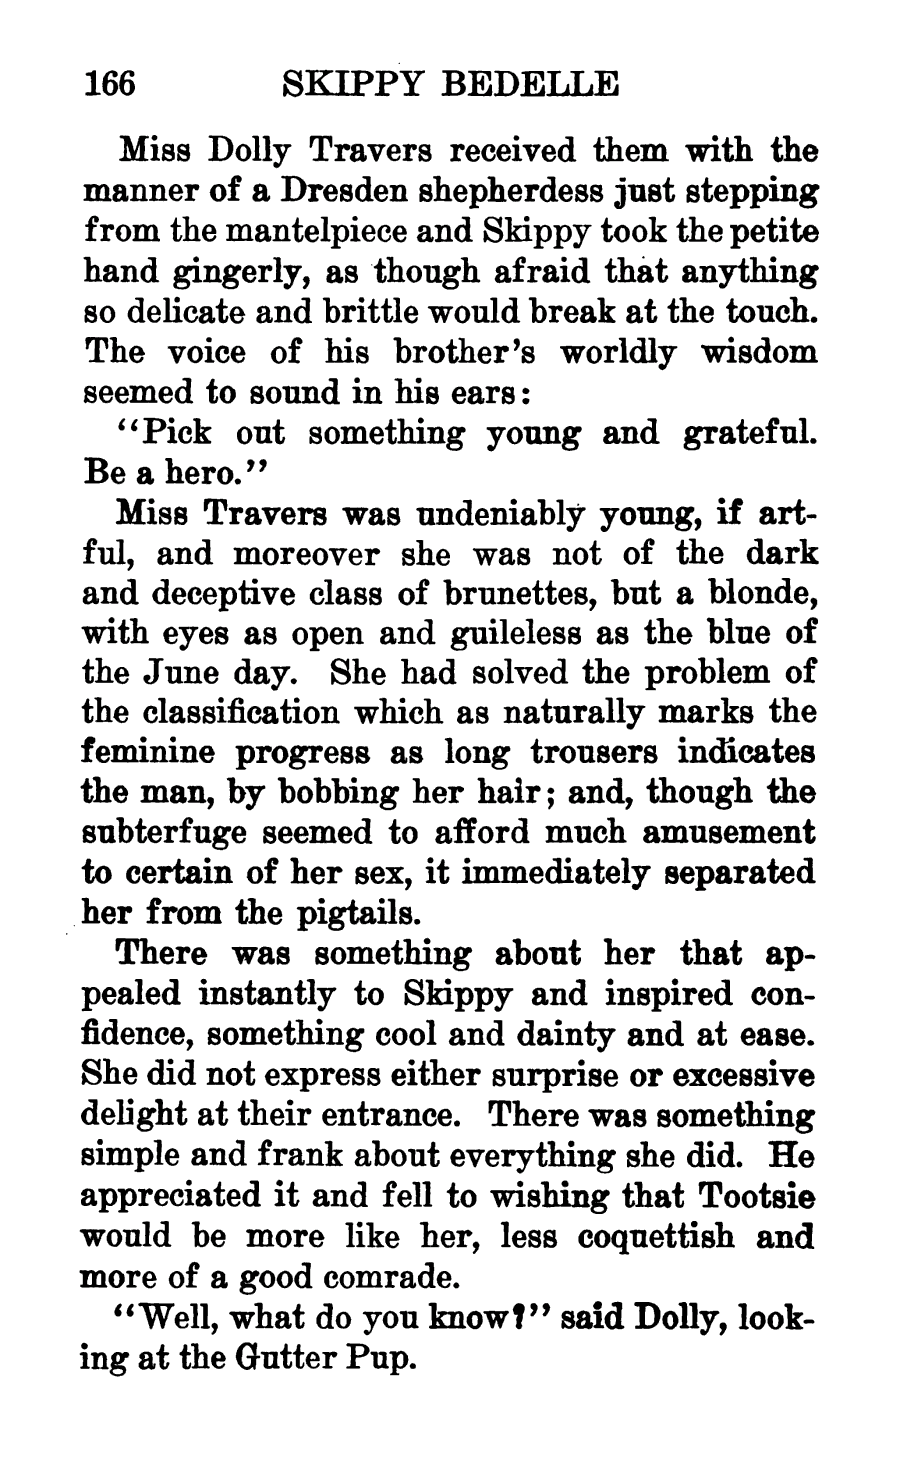 166 SKIPPY BEDELLE
Miss Dolly Travers received them with the
manner of a Dresden shepherdess just stepping
from the mantelpiece and Skippy took the petite
hand gingerly, as though afraid that anything
so delicate and brittle would break at the touch.
The voice of his brother's worldly wisdom
seemed to sound in his ears:
"Pick out something young and grateful.
Be a hero."
Miss Travers was undeniably young, if art-
ful, and moreover she was not of the dark
and deceptive class of brunettes, but a blonde,
with eyes as open and guileless as the blue of
the June day. She had solved the problem of
the classification which as naturally marks the
feminine progress as long trousers indicates
the man, by bobbing her hair; and, though the
subterfuge seemed to afford much amusement
to certain of her sex, it immediately separated
her from the pigtails.
There was something about her that ap-
pealed instantly to Skippy and inspired con-
fidence, something cool and dainty and at ease.
She did not express either surprise or excessive
delight at their entrance. There was something
simple and frank about everything she did. He
appreciated it and fell to wishing that Tootsie
would be more like her, less coquettish and
more of a good comrade.
"Well, what do you know?" said Dolly, look-
ing at the Gutter Pup.